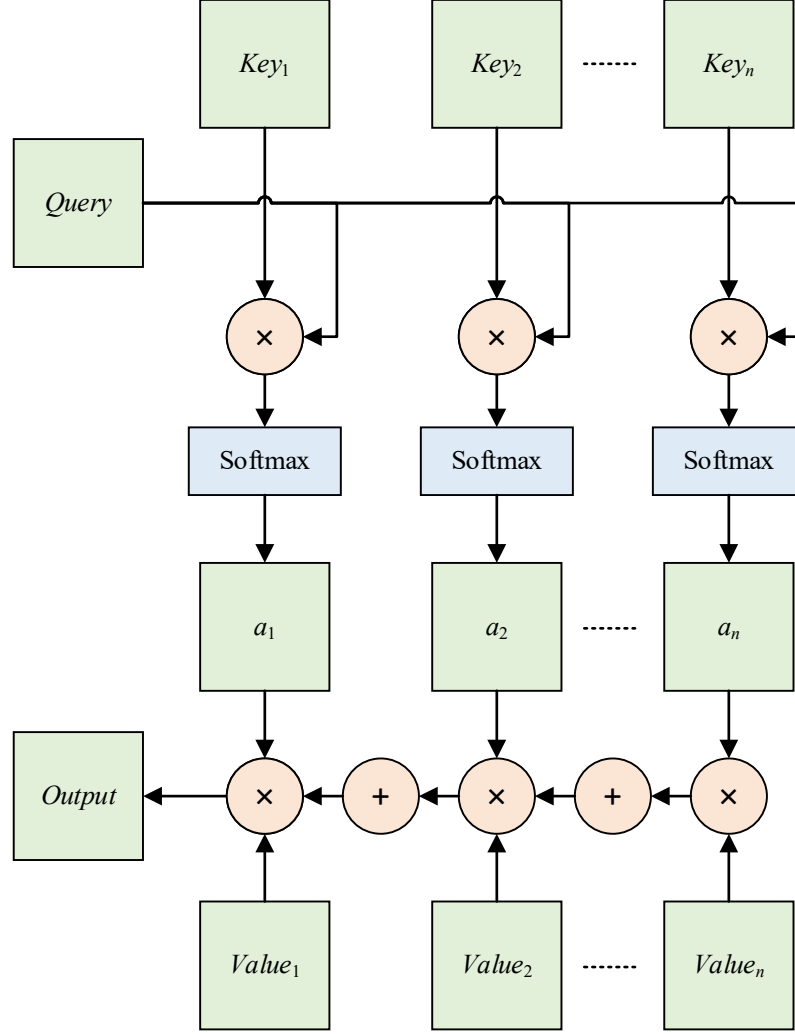 Key₁ Key₂ ........ Keyₙ
Query
× × ×
Softmax Softmax Softmax
a₁ a₂ ........ aₙ
Output × + × + ×
Value₁ Value₂ ........ Valueₙ